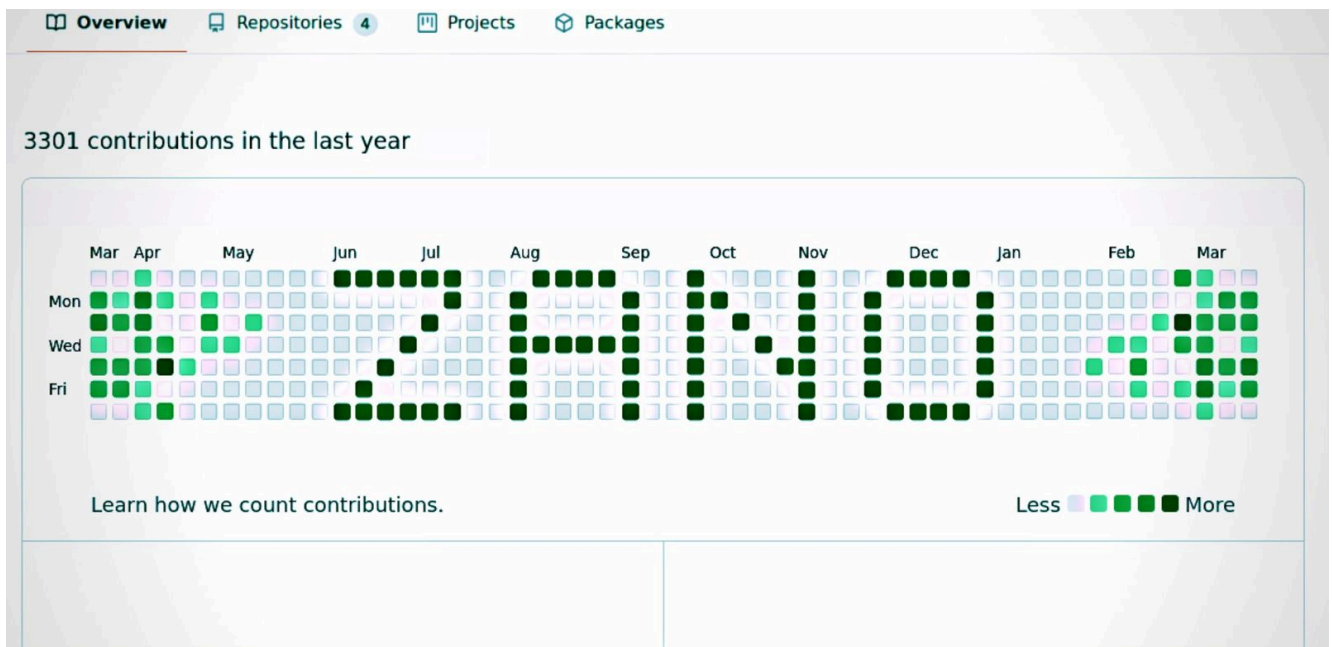 Overview Repositories 4 Projects Packages
3301 contributions in the last year
Mar Apr May Jun Jul Aug Sep Oct Nov Dec Jan Feb Mar
Mon
Wed
Fri
ZANO
Learn how we count contributions.
Less More